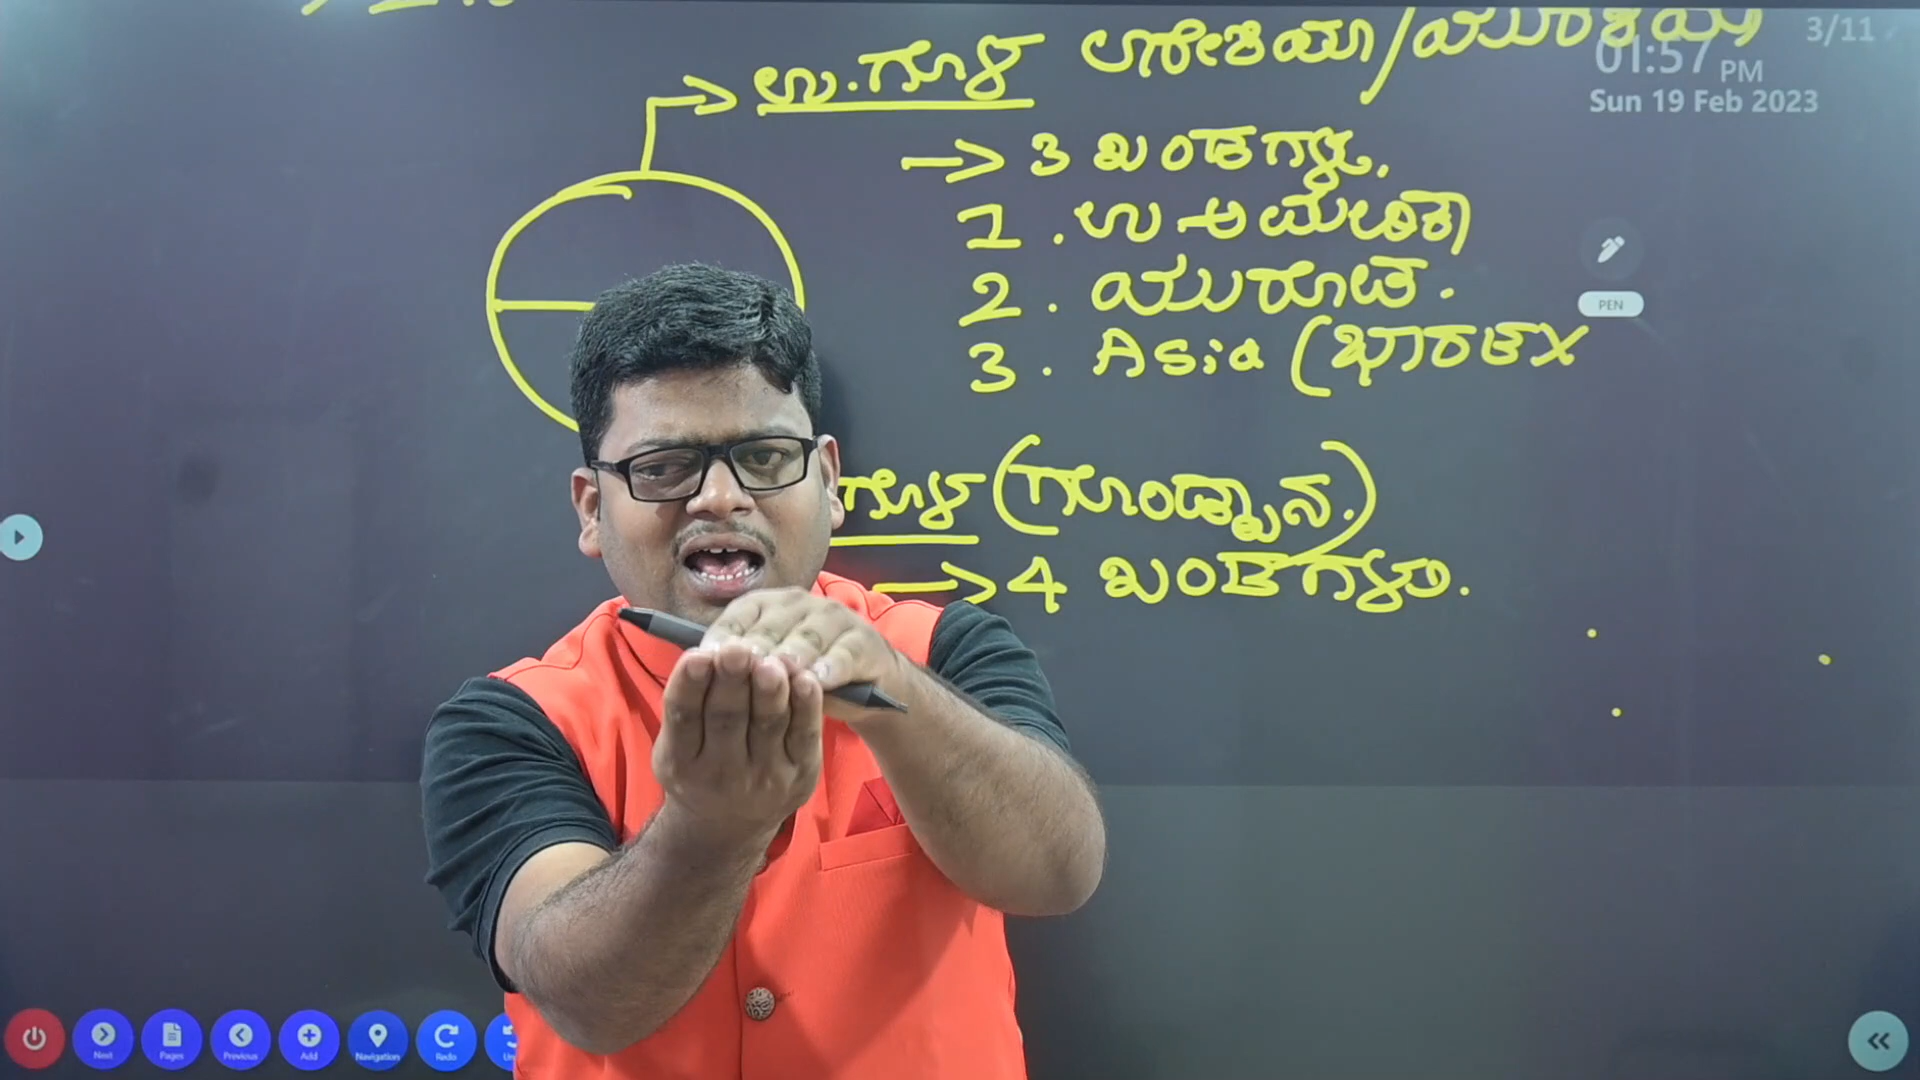 ಉ.ಗೋಳ ಲಾರೇಶಿಯಾ/ಯುರೇಶಿಯ
3/11
01:57 PM
Sun 19 Feb 2023
→ 3 ಖಂಡಗಳು.
1. ಉ ಅಮೇರಿಕಾ
2. ಯುರೋಪ.
PEN
3. Asia (ಭಾರತ X
ಗೋಳ (ಗೊಂಡ್ವಾನ.)
→ 4 ಖಂಡಗಳು.
Next Pages Previous Add Navigation Redo